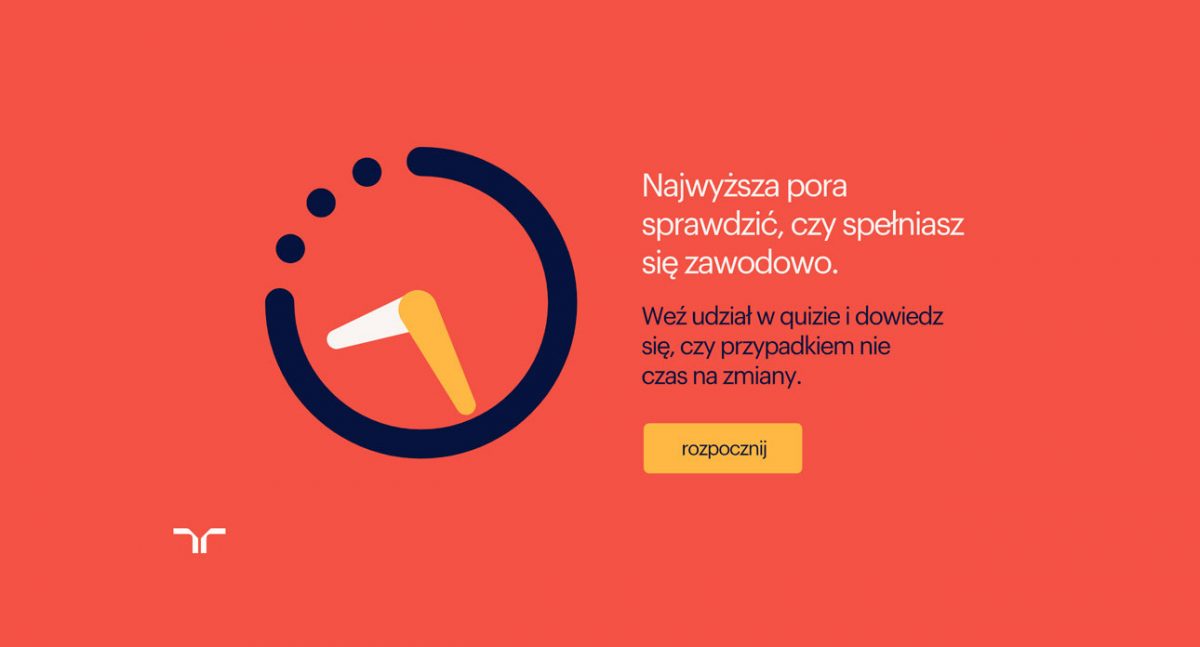 Najwyższa pora
sprawdzić, czy spełniasz
się zawodowo.
Weź udział w quizie i dowiedz
się, czy przypadkiem nie
czas na zmiany.
rozpocznij